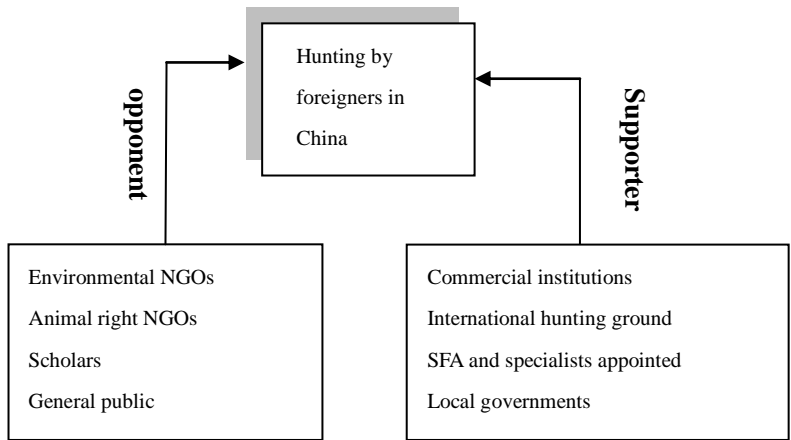 Hunting by
foreigners in
China
opponent
Supporter
Environmental NGOs
Animal right NGOs
Scholars
General public
Commercial institutions
International hunting ground
SFA and specialists appointed
Local governments